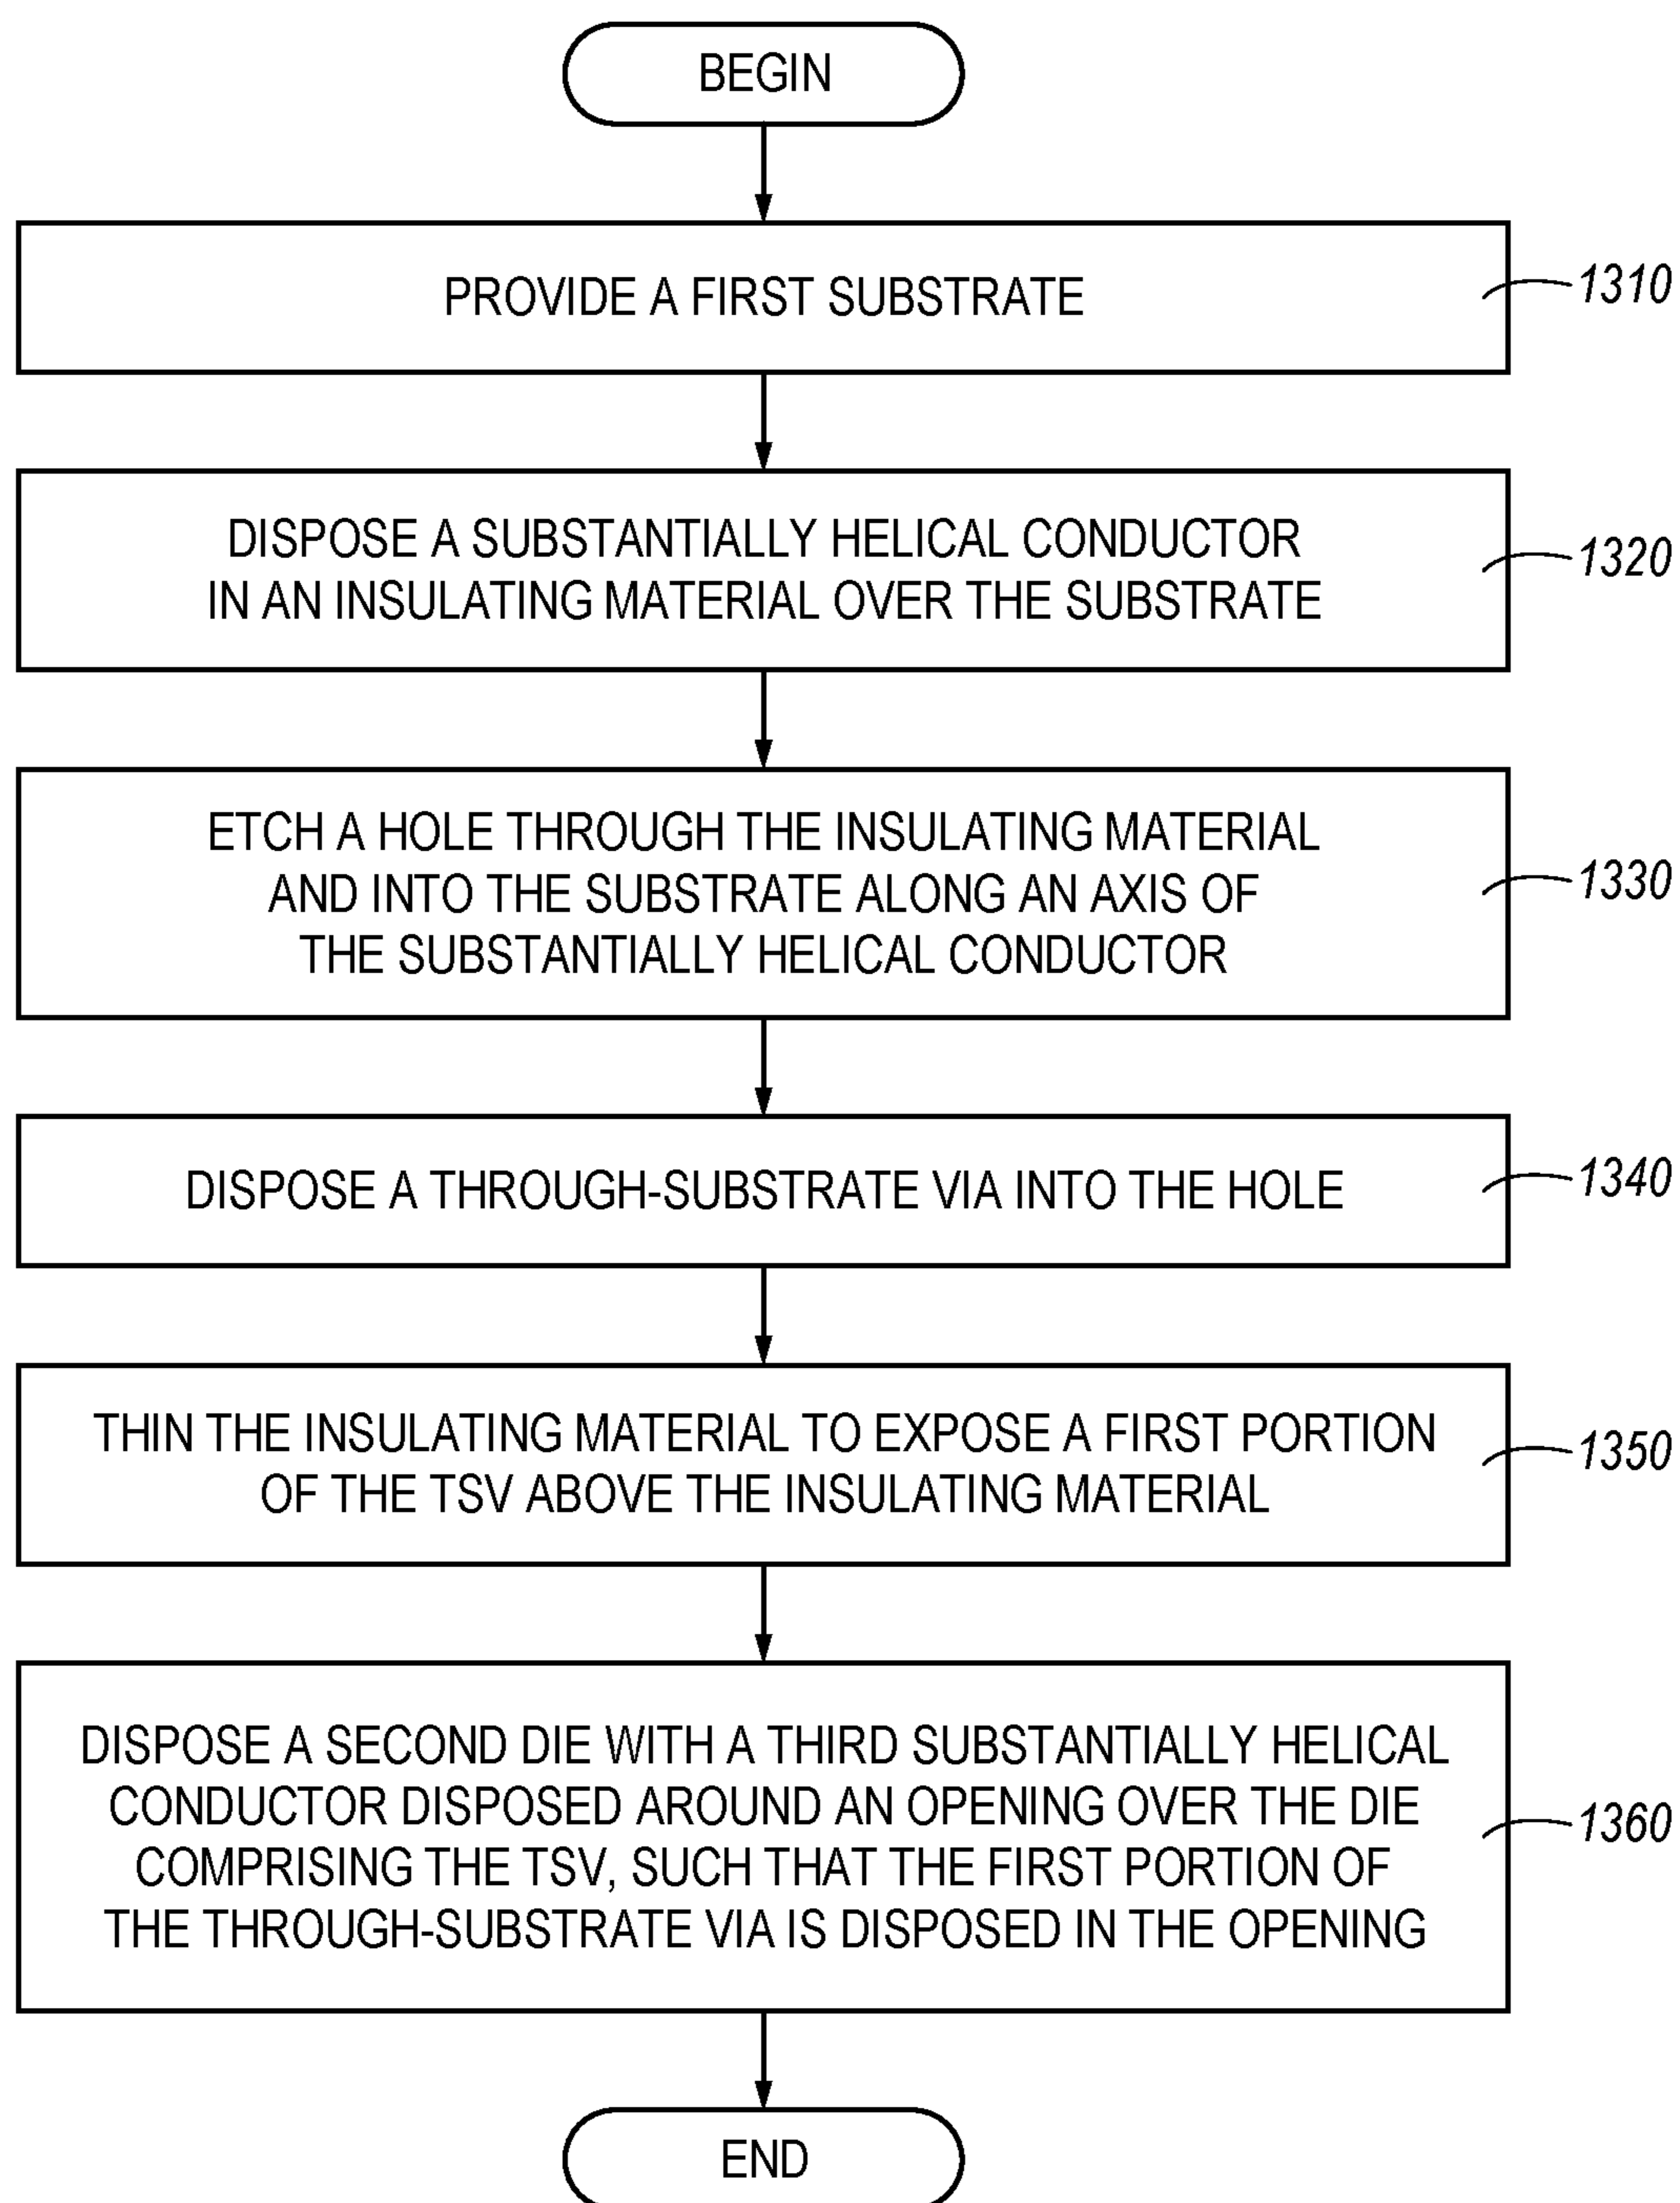 BEGIN
PROVIDE A FIRST SUBSTRATE
1310
DISPOSE A SUBSTANTIALLY HELICAL CONDUCTOR
IN AN INSULATING MATERIAL OVER THE SUBSTRATE
1320
ETCH A HOLE THROUGH THE INSULATING MATERIAL
AND INTO THE SUBSTRATE ALONG AN AXIS OF
THE SUBSTANTIALLY HELICAL CONDUCTOR
1330
DISPOSE A THROUGH-SUBSTRATE VIA INTO THE HOLE
1340
THIN THE INSULATING MATERIAL TO EXPOSE A FIRST PORTION
OF THE TSV ABOVE THE INSULATING MATERIAL
1350
DISPOSE A SECOND DIE WITH A THIRD SUBSTANTIALLY HELICAL
CONDUCTOR DISPOSED AROUND AN OPENING OVER THE DIE
COMPRISING THE TSV, SUCH THAT THE FIRST PORTION OF
THE THROUGH-SUBSTRATE VIA IS DISPOSED IN THE OPENING
1360
END